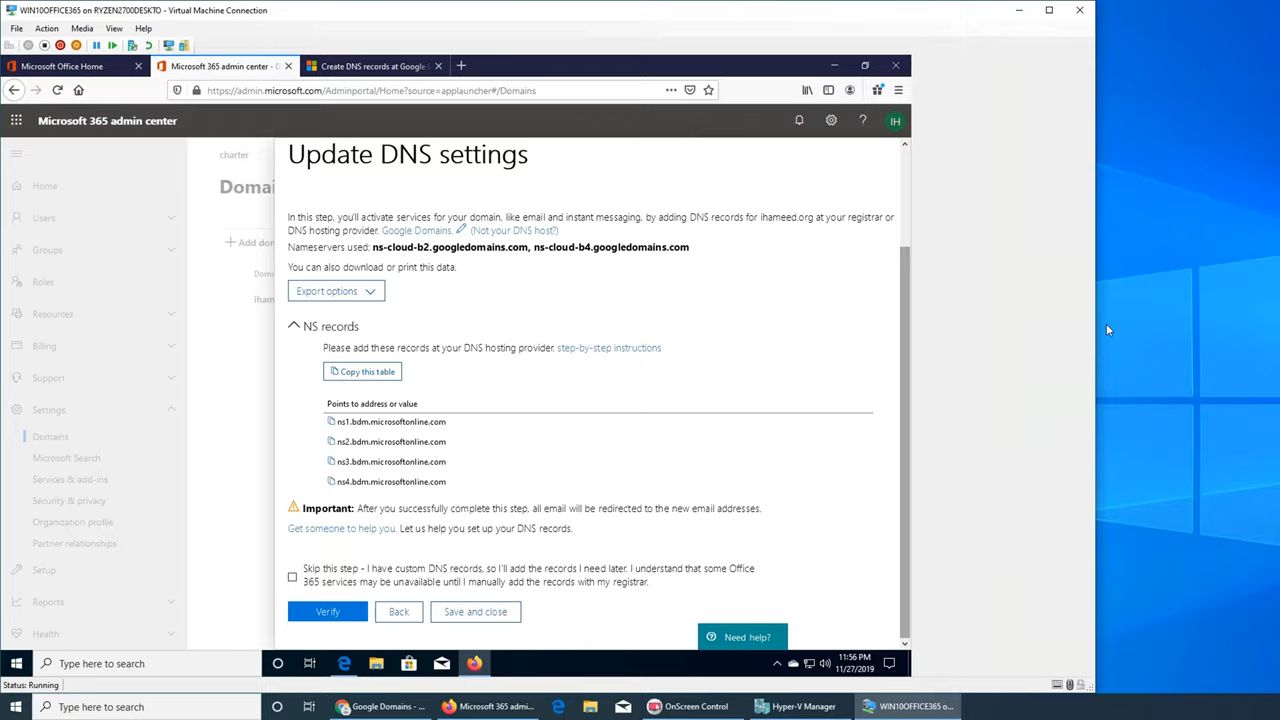 WIN10OFFICE365 on RYZEN2700DESKTO - Virtual Machine Connection
File Action Media View Help
Microsoft Office Home
Microsoft 365 admin center - D
Create DNS records at Google
https://admin.microsoft.com/Adminportal/Home?source=applauncher#/Domains
Microsoft 365 admin center
IH
Home
Users
Groups
Roles
Resources
Billing
Support
Settings
Domains
Microsoft Search
Services & add-ins
Security & privacy
Organization profile
Partner relationships
Setup
Reports
Health
charter
Domai
Add dom
Doma
iham
Update DNS settings
In this step, you'll activate services for your domain, like email and instant messaging, by adding DNS records for ihameed.org at your registrar or
DNS hosting provider. Google Domains. (Not your DNS host?)
Nameservers used: ns-cloud-b2.googledomains.com, ns-cloud-b4.googledomains.com
You can also download or print this data.
Export options
NS records
Please add these records at your DNS hosting provider. step-by-step instructions
Copy this table
Points to address or value
ns1.bdm.microsoftonline.com
ns2.bdm.microsoftonline.com
ns3.bdm.microsoftonline.com
ns4.bdm.microsoftonline.com
Important: After you successfully complete this step, all email will be redirected to the new email addresses.
Get someone to help you. Let us help you set up your DNS records.
Skip this step - I have custom DNS records, so I'll add the records I need later. I understand that some Office
365 services may be unavailable until I manually add the records with my registrar.
Verify
Back
Save and close
Need help?
Type here to search
11:56 PM
11/27/2019
Status: Running
Type here to search
Google Domains - ...
Microsoft 365 admi...
OnScreen Control
Hyper-V Manager
WIN10OFFICE365 o...